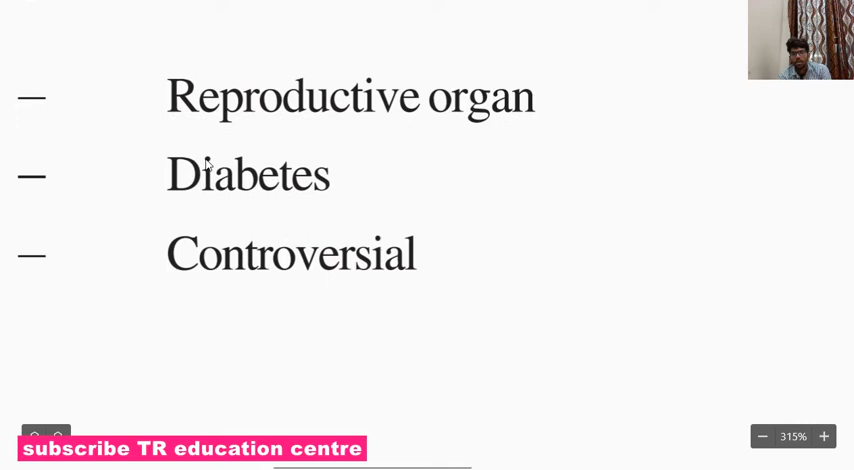 — Reproductive organ
— Diabetes
— Controversial
315%
subscribe TR education centre